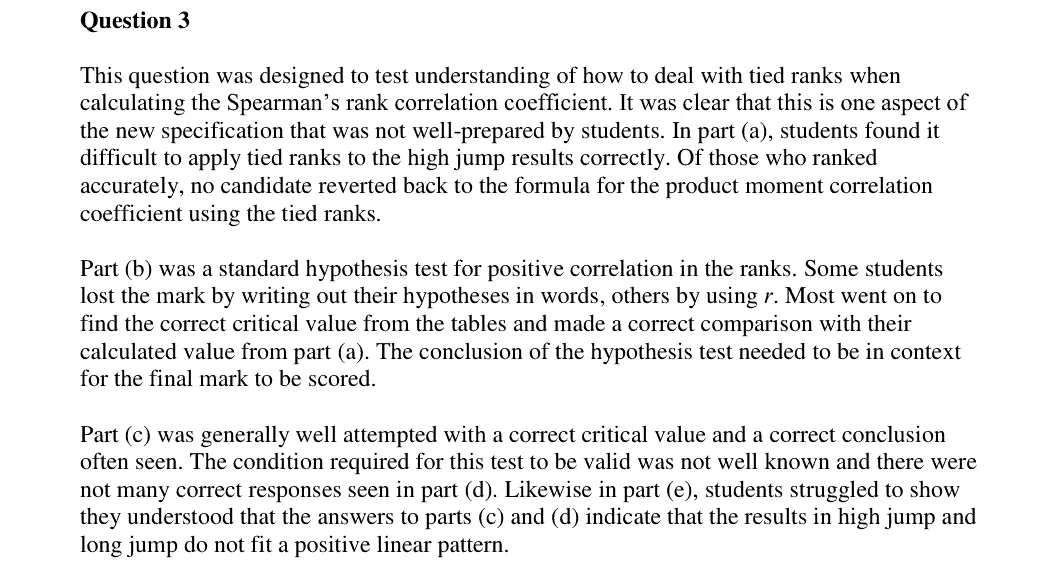 Question 3
This question was designed to test understanding of how to deal with tied ranks when
calculating the Spearman’s rank correlation coefficient. It was clear that this is one aspect of
the new specification that was not well-prepared by students. In part (a), students found it
difficult to apply tied ranks to the high jump results correctly. Of those who ranked
accurately, no candidate reverted back to the formula for the product moment correlation
coefficient using the tied ranks.
Part (b) was a standard hypothesis test for positive correlation in the ranks. Some students
lost the mark by writing out their hypotheses in words, others by using r. Most went on to
find the correct critical value from the tables and made a correct comparison with their
calculated value from part (a). The conclusion of the hypothesis test needed to be in context
for the final mark to be scored.
Part (c) was generally well attempted with a correct critical value and a correct conclusion
often seen. The condition required for this test to be valid was not well known and there were
not many correct responses seen in part (d). Likewise in part (e), students struggled to show
they understood that the answers to parts (c) and (d) indicate that the results in high jump and
long jump do not fit a positive linear pattern.